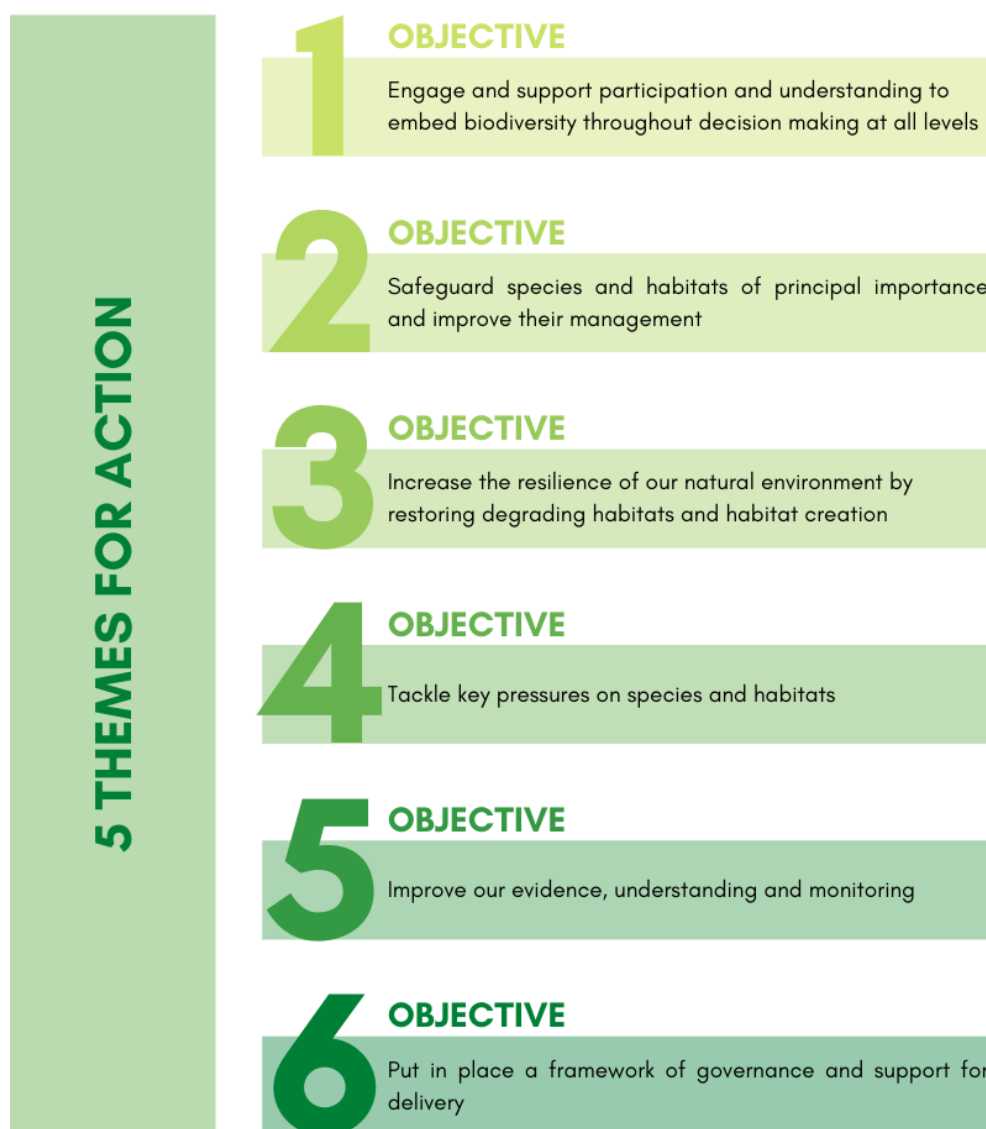 5 THEMES FOR ACTION
1
OBJECTIVE
Engage and support participation and understanding to
embed biodiversity throughout decision making at all levels
2
OBJECTIVE
Safeguard species and habitats of principal importance
and improve their management
3
OBJECTIVE
Increase the resilience of our natural environment by
restoring degrading habitats and habitat creation
4
OBJECTIVE
Tackle key pressures on species and habitats
5
OBJECTIVE
Improve our evidence, understanding and monitoring
6
OBJECTIVE
Put in place a framework of governance and support for
delivery